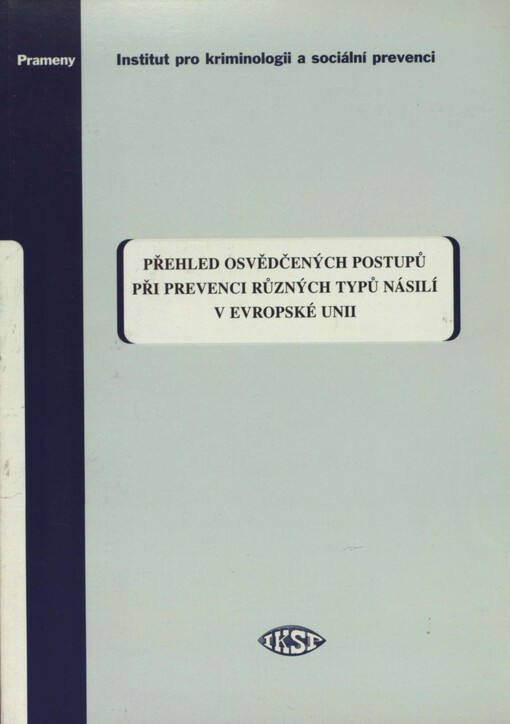 Prameny
Institut pro kriminologii a sociální prevenci
PŘEHLED OSVĚDČENÝCH POSTUPŮ
PŘI PREVENCI RŮZNÝCH TYPŮ NÁSILÍ
V EVROPSKÉ UNII
IKSP